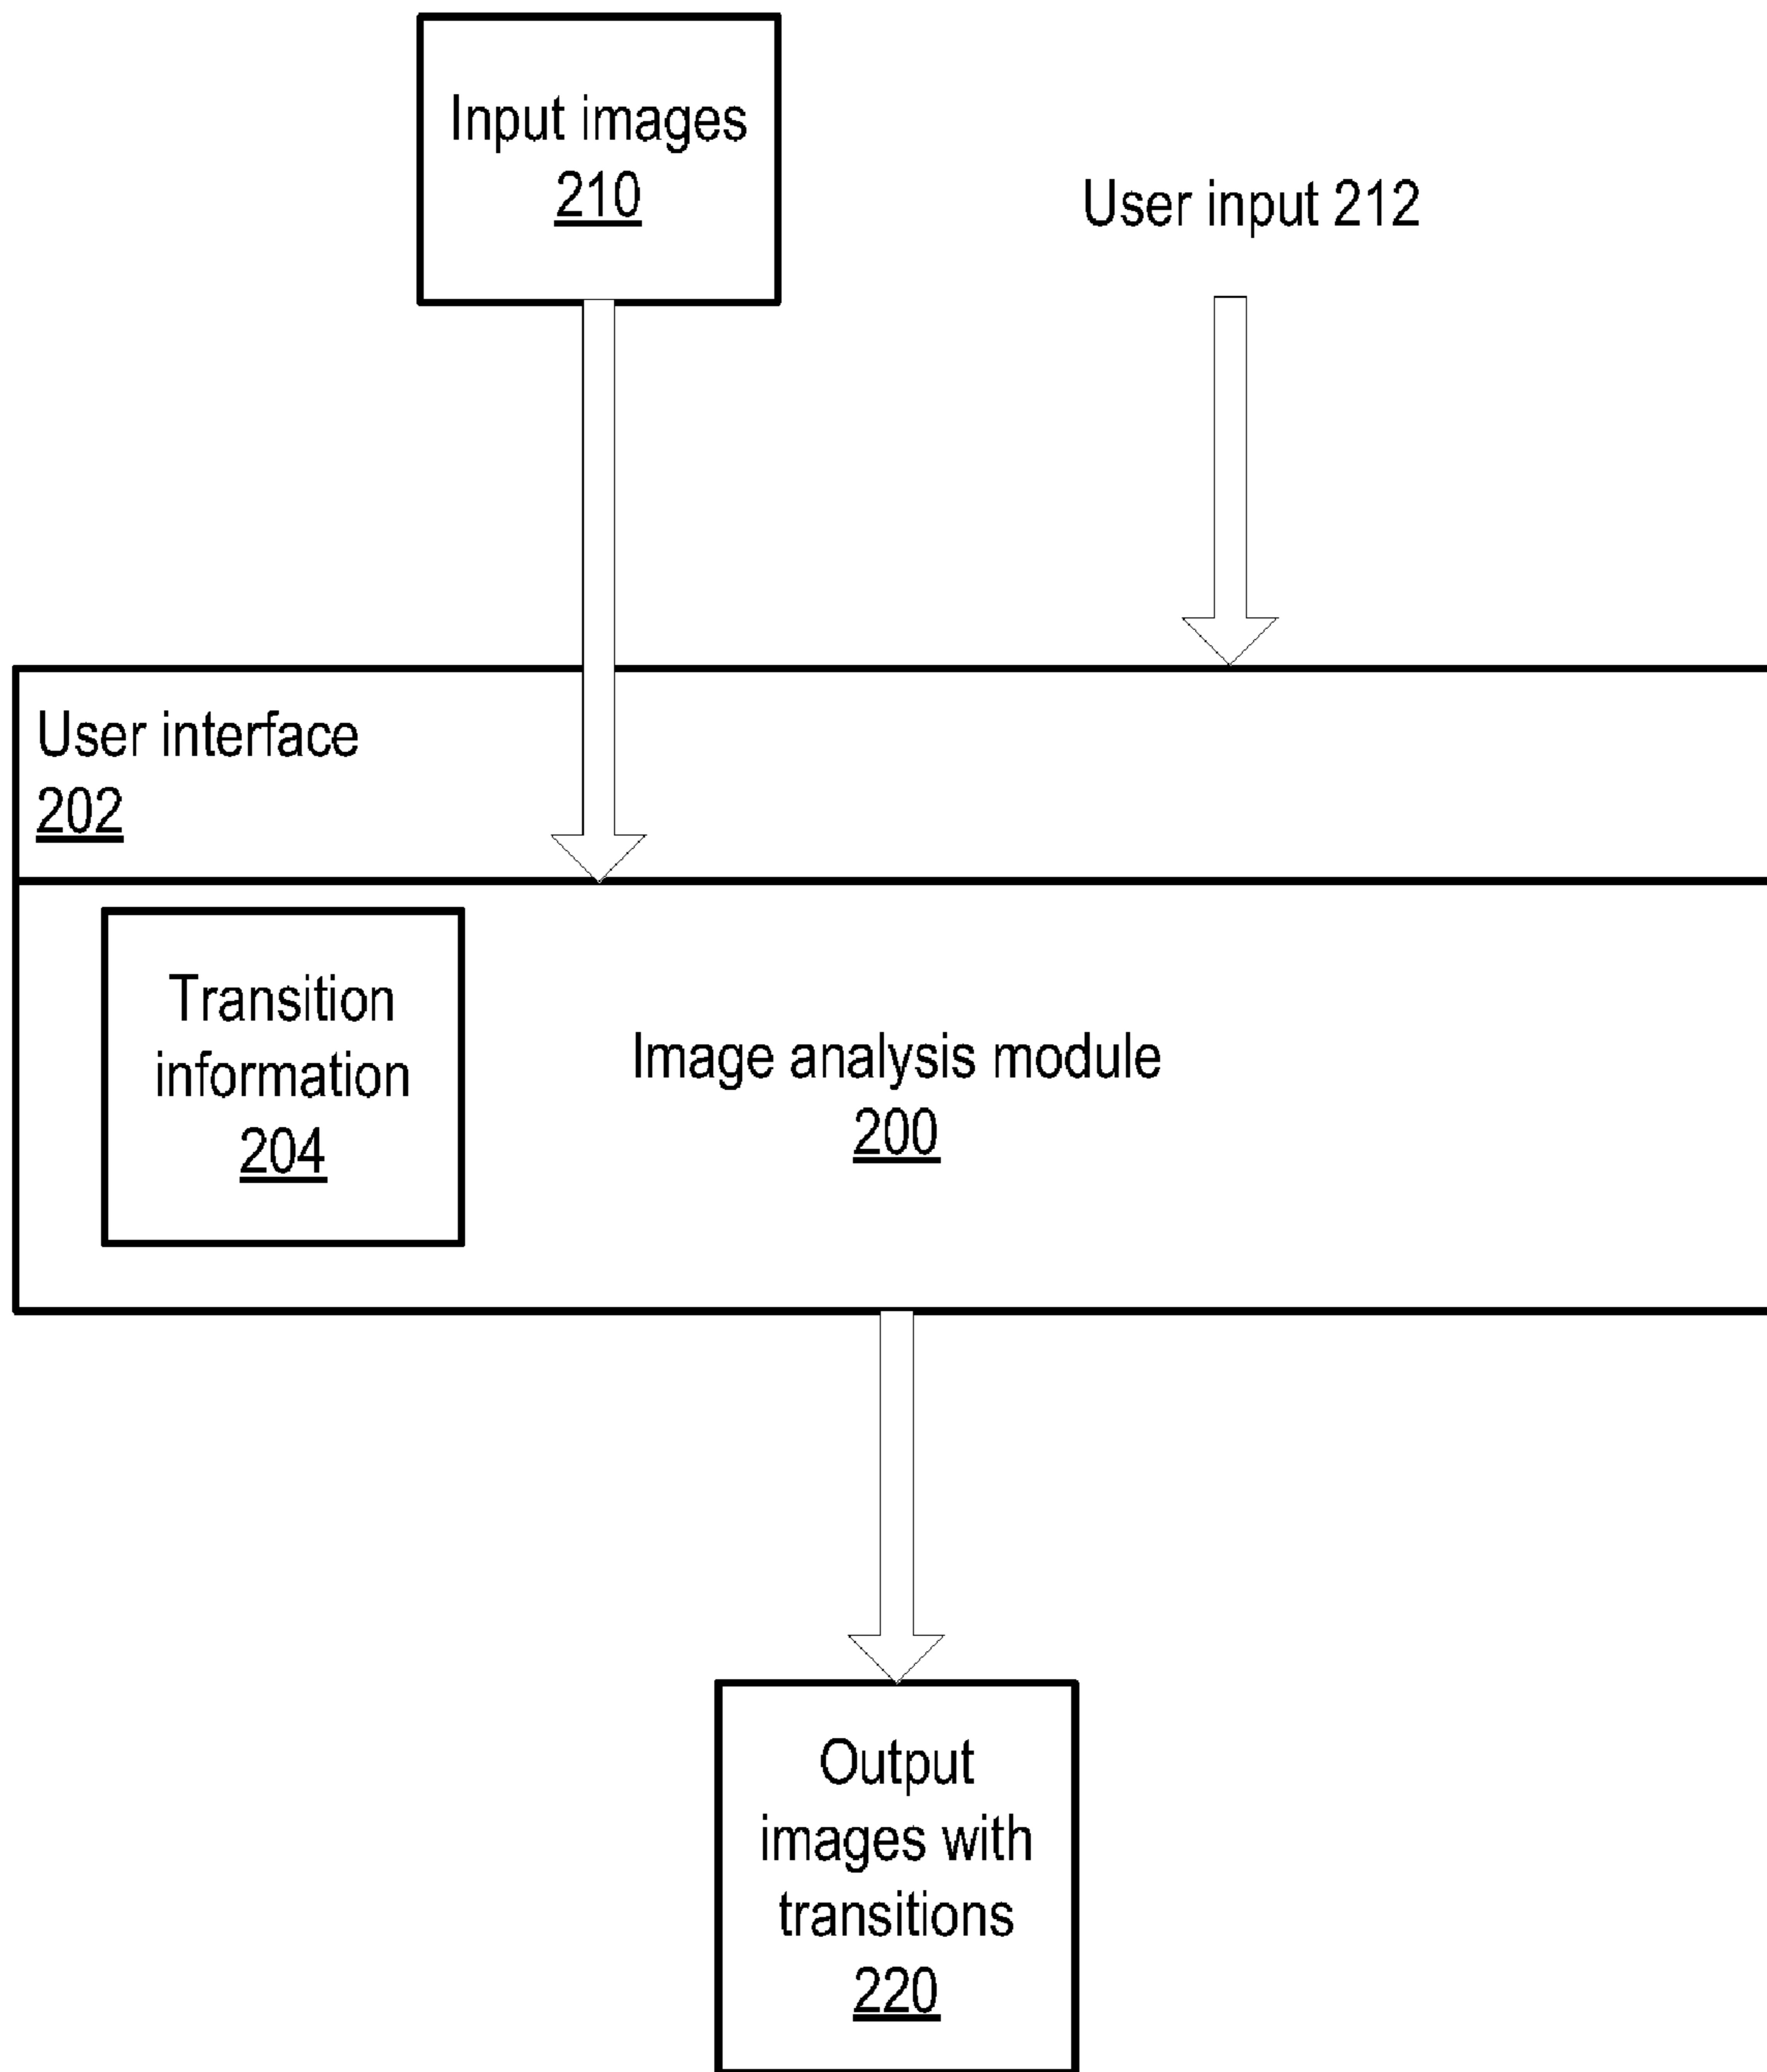 Input images
210
User input 212
User interface
202
Transition
information
204
Image analysis module
200
Output
images with
transitions
220